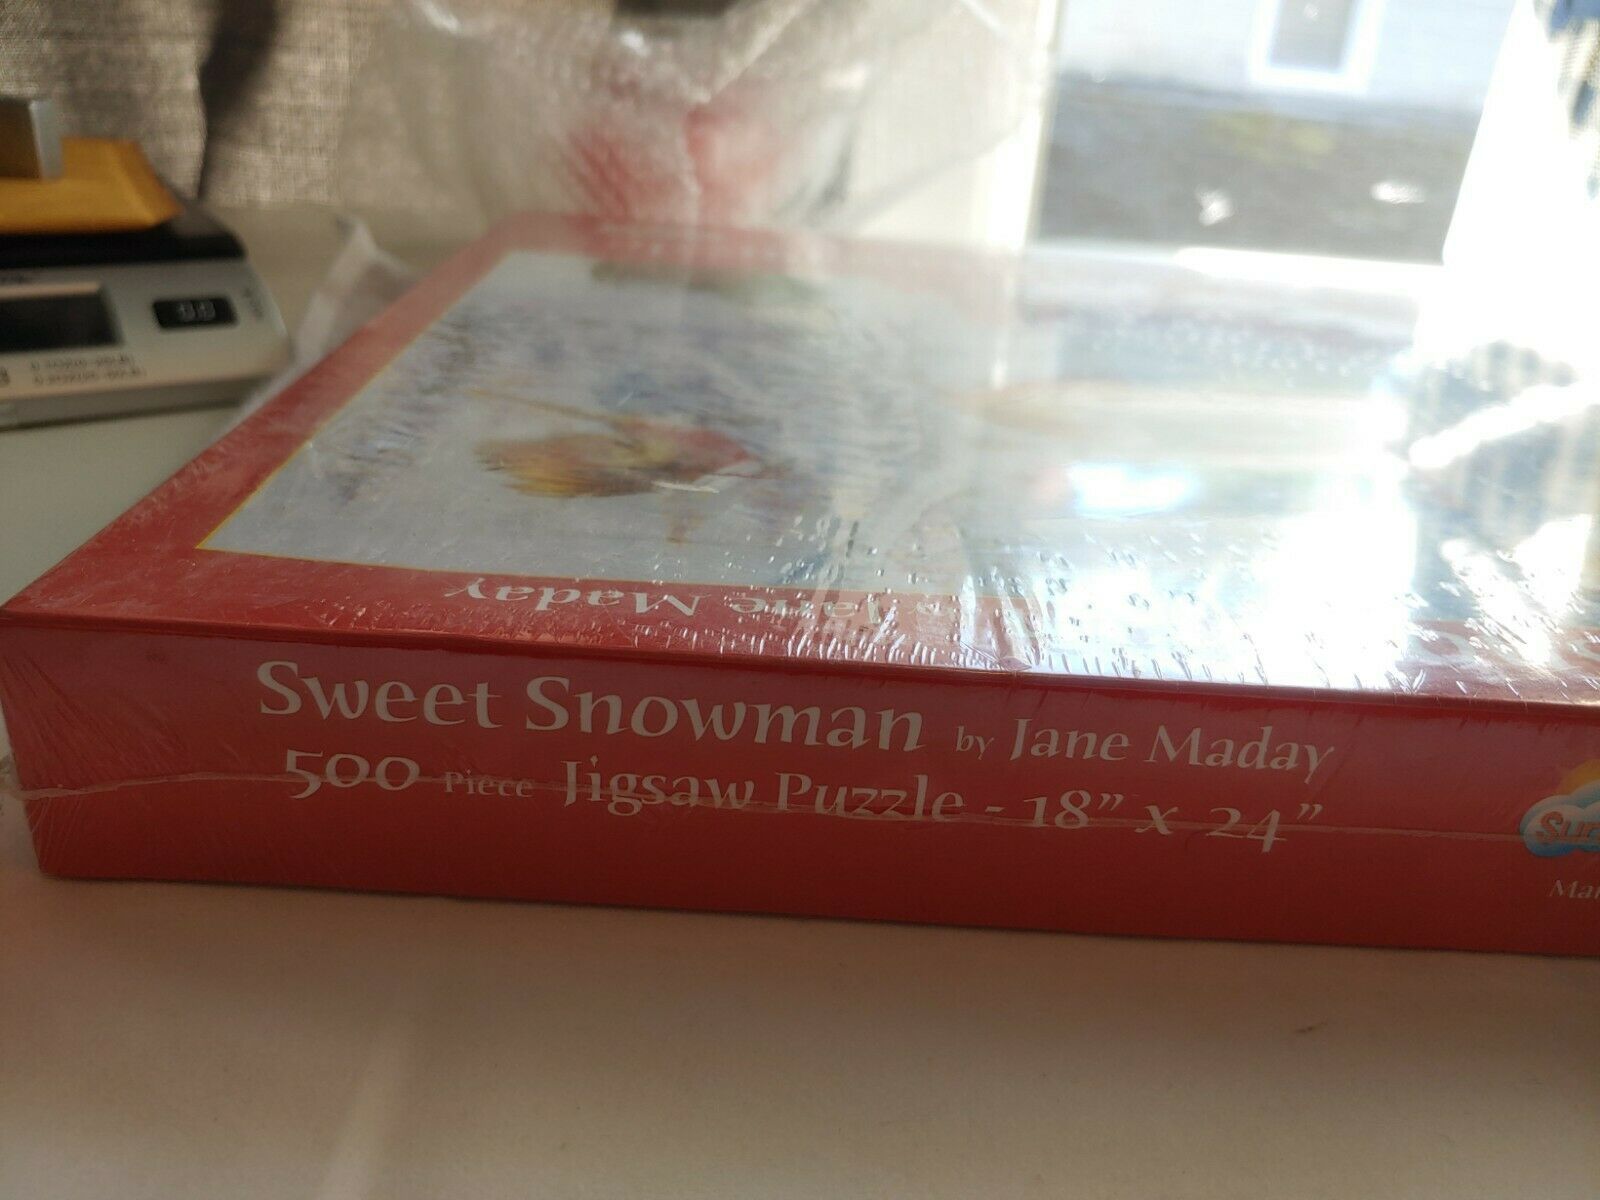 Jane Maday
Sweet Snowman by Jane Maday
500 Piece Jigsaw Puzzle - 18” x 24”